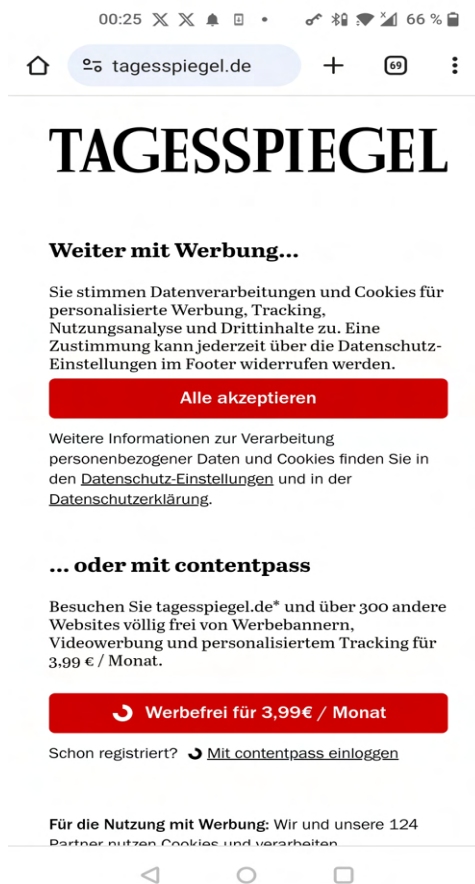 00:25 66 %
tagesspiegel.de 69
TAGESSPIEGEL
Weiter mit Werbung...
Sie stimmen Datenverarbeitungen und Cookies für
personalisierte Werbung, Tracking,
Nutzungsanalyse und Drittinhalte zu. Eine
Zustimmung kann jederzeit über die Datenschutz-
Einstellungen im Footer widerrufen werden.
Alle akzeptieren
Weitere Informationen zur Verarbeitung
personenbezogener Daten und Cookies finden Sie in
den Datenschutz-Einstellungen und in der
Datenschutzerklärung.
... oder mit contentpass
Besuchen Sie tagesspiegel.de* und über 300 andere
Websites völlig frei von Werbebannern,
Videowerbung und personalisiertem Tracking für
3,99 € / Monat.
Werbefrei für 3,99€ / Monat
Schon registriert? Mit contentpass einloggen
Für die Nutzung mit Werbung: Wir und unsere 124
Partner nutzen Cookies und verarbeiten